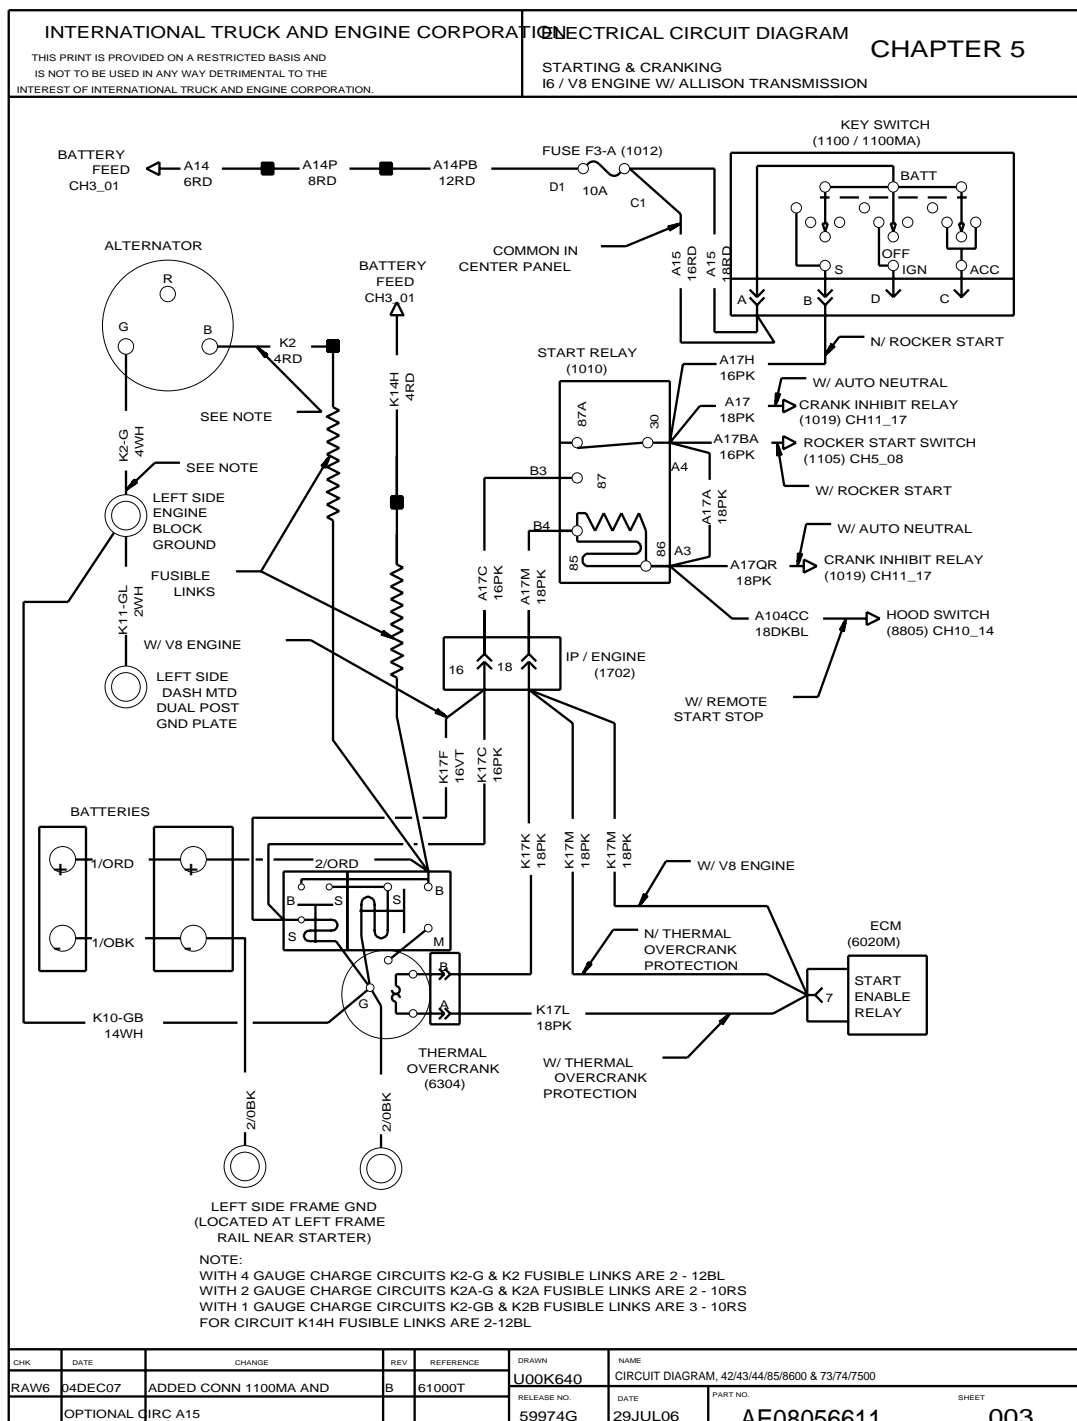 INTERNATIONAL TRUCK AND ENGINE CORPORATION
THIS PRINT IS PROVIDED ON A RESTRICTED BASIS AND
IS NOT TO BE USED IN ANY WAY DETRIMENTAL TO THE
INTEREST OF INTERNATIONAL TRUCK AND ENGINE CORPORATION.
ELECTRICAL CIRCUIT DIAGRAM
CHAPTER 5
STARTING & CRANKING
I6 / V8 ENGINE W/ ALLISON TRANSMISSION
KEY SWITCH
(1100 / 1100MA)
BATTERY
FEED
CH3_01
A14
6RD
A14P
8RD
A14PB
12RD
FUSE F3-A (1012)
D1
10A
C1
BATT
OFF
S
IGN
ACC
A
B
D
C
COMMON IN
CENTER PANEL
A15
16RD
A15
18RD
ALTERNATOR
R
G
B
BATTERY
FEED
CH3_01
K2
4RD
K14H
4RD
SEE NOTE
K2-G
4WH
SEE NOTE
LEFT SIDE
ENGINE
BLOCK
GROUND
FUSIBLE
LINKS
K11-GL
2WH
W/ V8 ENGINE
LEFT SIDE
DASH MTD
DUAL POST
GND PLATE
START RELAY
(1010)
87A
30
87
85
86
B3
B4
A4
A3
A17H
16PK
N/ ROCKER START
A17
18PK
W/ AUTO NEUTRAL
CRANK INHIBIT RELAY
(1019) CH11_17
A17BA
16PK
ROCKER START SWITCH
(1105) CH5_08
W/ ROCKER START
A17A
18PK
W/ AUTO NEUTRAL
A17QR
18PK
CRANK INHIBIT RELAY
(1019) CH11_17
A104CC
18DKBL
HOOD SWITCH
(8805) CH10_14
W/ REMOTE
START STOP
A17C
16PK
A17M
18PK
16
18
IP / ENGINE
(1702)
K17F
16VT
K17C
16PK
K17K
18PK
K17M
18PK
K17M
18PK
BATTERIES
+
1/ORD
+
2/ORD
-
1/OBK
-
B
S
S
B
S
M
B
A
G
W/ V8 ENGINE
N/ THERMAL
OVERCRANK
PROTECTION
ECM
(6020M)
7
START
ENABLE
RELAY
K17L
18PK
W/ THERMAL
OVERCRANK
PROTECTION
K10-GB
14WH
THERMAL
OVERCRANK
(6304)
2/0BK
2/0BK
LEFT SIDE FRAME GND
(LOCATED AT LEFT FRAME
RAIL NEAR STARTER)
NOTE:
WITH 4 GAUGE CHARGE CIRCUITS K2-G & K2 FUSIBLE LINKS ARE 2 - 12BL
WITH 2 GAUGE CHARGE CIRCUITS K2A-G & K2A FUSIBLE LINKS ARE 2 - 10RS
WITH 1 GAUGE CHARGE CIRCUITS K2-GB & K2B FUSIBLE LINKS ARE 3 - 10RS
FOR CIRCUIT K14H FUSIBLE LINKS ARE 2-12BL
CHK DATE CHANGE REV REFERENCE
RAW6 04DEC07 ADDED CONN 1100MA AND B 61000T
OPTIONAL CIRC A15
DRAWN
U00K640
NAME
CIRCUIT DIAGRAM, 42/43/44/85/8600 & 73/74/7500
RELEASE NO.
59974G
DATE
29JUL06
PART NO.
AE08056611
SHEET
003